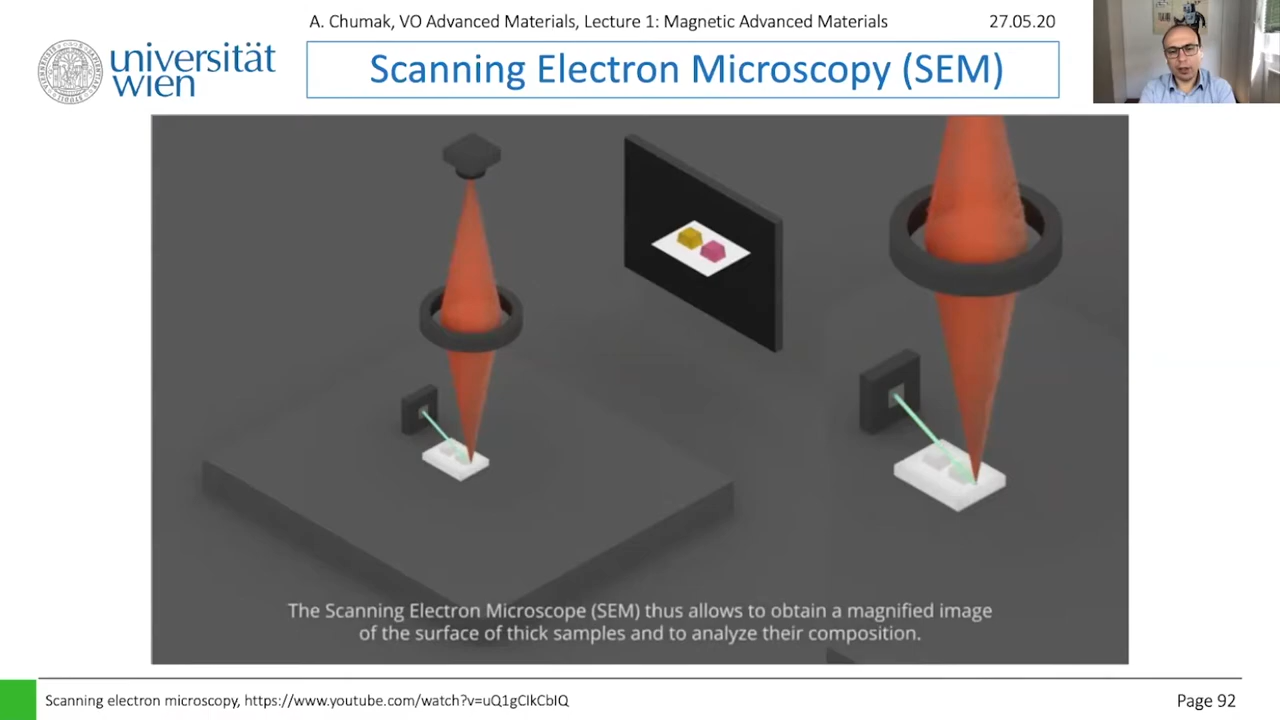 A. Chumak, VO Advanced Materials, Lecture 1: Magnetic Advanced Materials 27.05.20
universität
wien
Scanning Electron Microscopy (SEM)
The Scanning Electron Microscope (SEM) thus allows to obtain a magnified image
of the surface of thick samples and to analyze their composition.
Scanning electron microscopy, https://www.youtube.com/watch?v=uQ1gCIkCbIQ Page 92